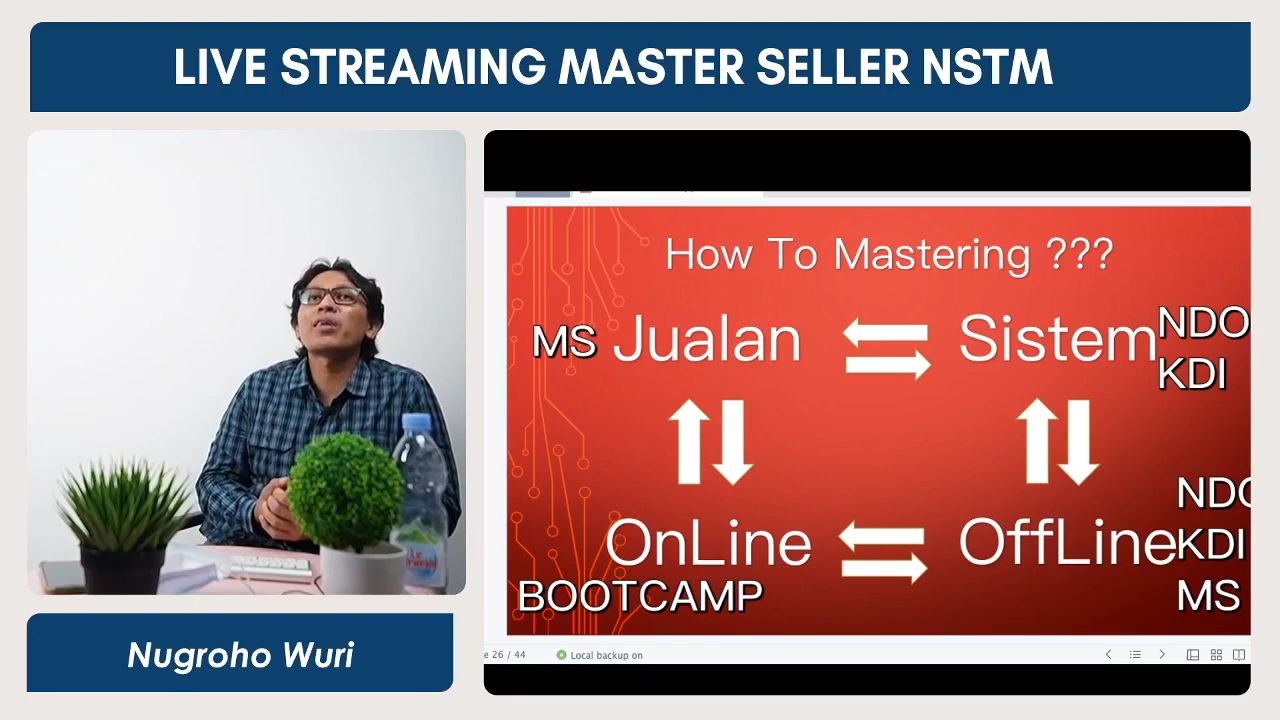 LIVE STREAMING MASTER SELLER NSTM
How To Mastering ???
MS Jualan
Sistem
NDO
KDI
OnLine
OffLine
BOOTCAMP
KDI
MS
26 / 44
Local backup on
Nugroho Wuri